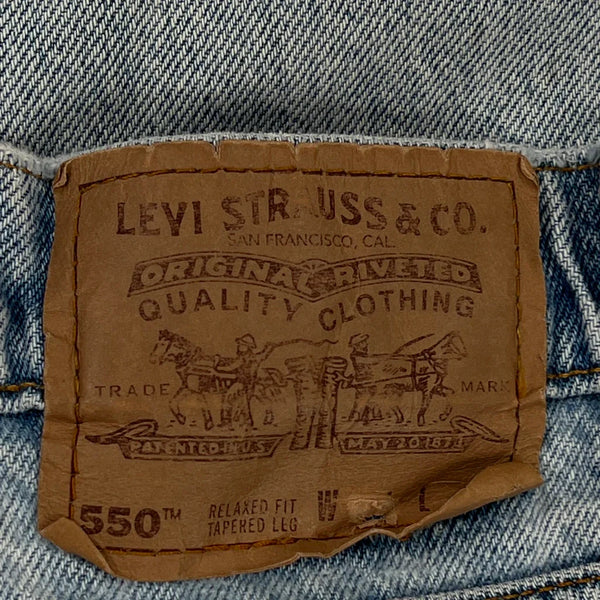 LEVI STRAUSS & CO.
SAN FRANCISCO, CAL.
ORIGINAL RIVETED
QUALITY CLOTHING
TRADE MARK
PATENTED IN U.S. MAY 20 1873
550™ RELAXED FIT W L
TAPERED LEG